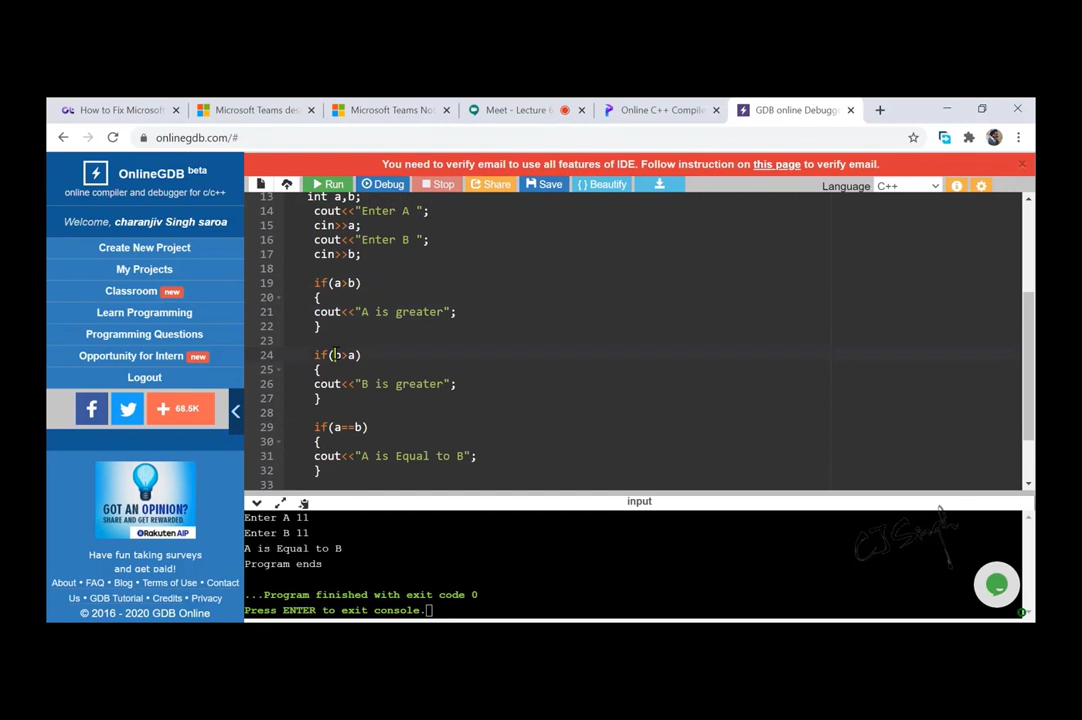 How to Fix Microsoft
Microsoft Teams des
Microsoft Teams No
Meet - Lecture 6
Online C++ Compile
GDB online Debugge
onlinegdb.com/#
OnlineGDB beta
online compiler and debugger for c/c++
You need to verify email to use all features of IDE. Follow instruction on this page to verify email.
Run
Debug
Stop
Share
Save
{ } Beautify
Language
C++
Welcome, charanjiv Singh saroa
Create New Project
My Projects
Classroom new
Learn Programming
Programming Questions
Opportunity for Intern new
Logout
+ 68.5K
GOT AN OPINION?
SHARE AND GET REWARDED.
Rakuten AIP
Have fun taking surveys
and get paid!
About • FAQ • Blog • Terms of Use • Contact
Us • GDB Tutorial • Credits • Privacy
© 2016 - 2020 GDB Online
int a,b;
14 cout<<"Enter A ";
15 cin>>a;
16 cout<<"Enter B ";
17 cin>>b;
18
19 if(a>b)
20 {
21 cout<<"A is greater";
22 }
23
24 if(b>a)
25 {
26 cout<<"B is greater";
27 }
28
29 if(a==b)
30 {
31 cout<<"A is Equal to B";
32 }
33
input
Enter A 11
Enter B 11
A is Equal to B
Program ends
...Program finished with exit code 0
Press ENTER to exit console.
CJ Singh